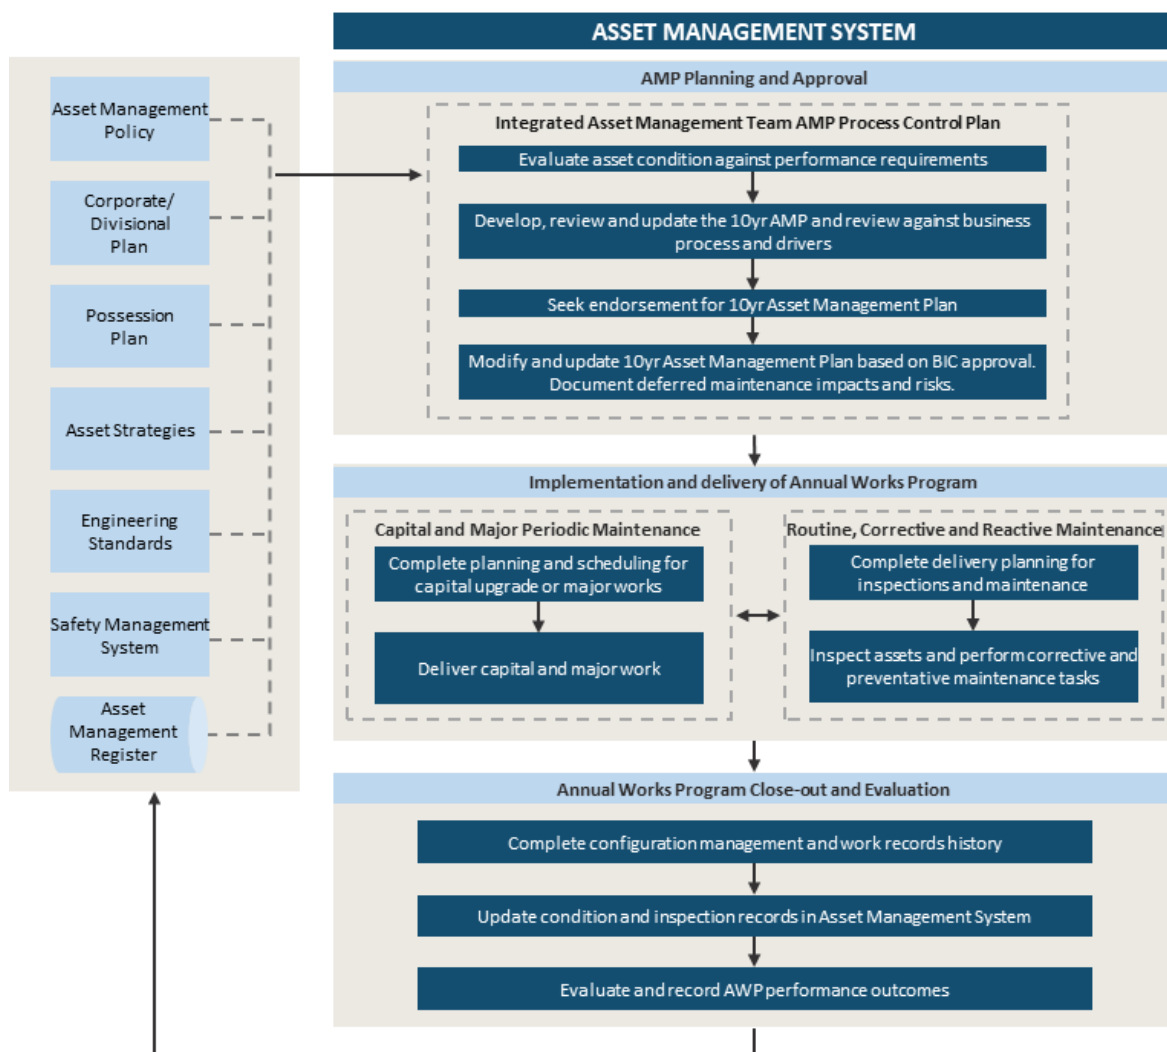 ASSET MANAGEMENT SYSTEM
Asset Management
Policy
Corporate/
Divisional
Plan
Possession
Plan
Asset Strategies
Engineering
Standards
Safety Management
System
Asset
Management
Register
AMP Planning and Approval
Integrated Asset Management Team AMP Process Control Plan
Evaluate asset condition against performance requirements
Develop, review and update the 10yr AMP and review against business
process and drivers
Seek endorsement for 10yr Asset Management Plan
Modify and update 10yr Asset Management Plan based on BIC approval.
Document deferred maintenance impacts and risks.
Implementation and delivery of Annual Works Program
Capital and Major Periodic Maintenance
Complete planning and scheduling for
capital upgrade or major works
Deliver capital and major work
Routine, Corrective and Reactive Maintenance
Complete delivery planning for
inspections and maintenance
Inspect assets and perform corrective and
preventative maintenance tasks
Annual Works Program Close-out and Evaluation
Complete configuration management and work records history
Update condition and inspection records in Asset Management System
Evaluate and record AWP performance outcomes